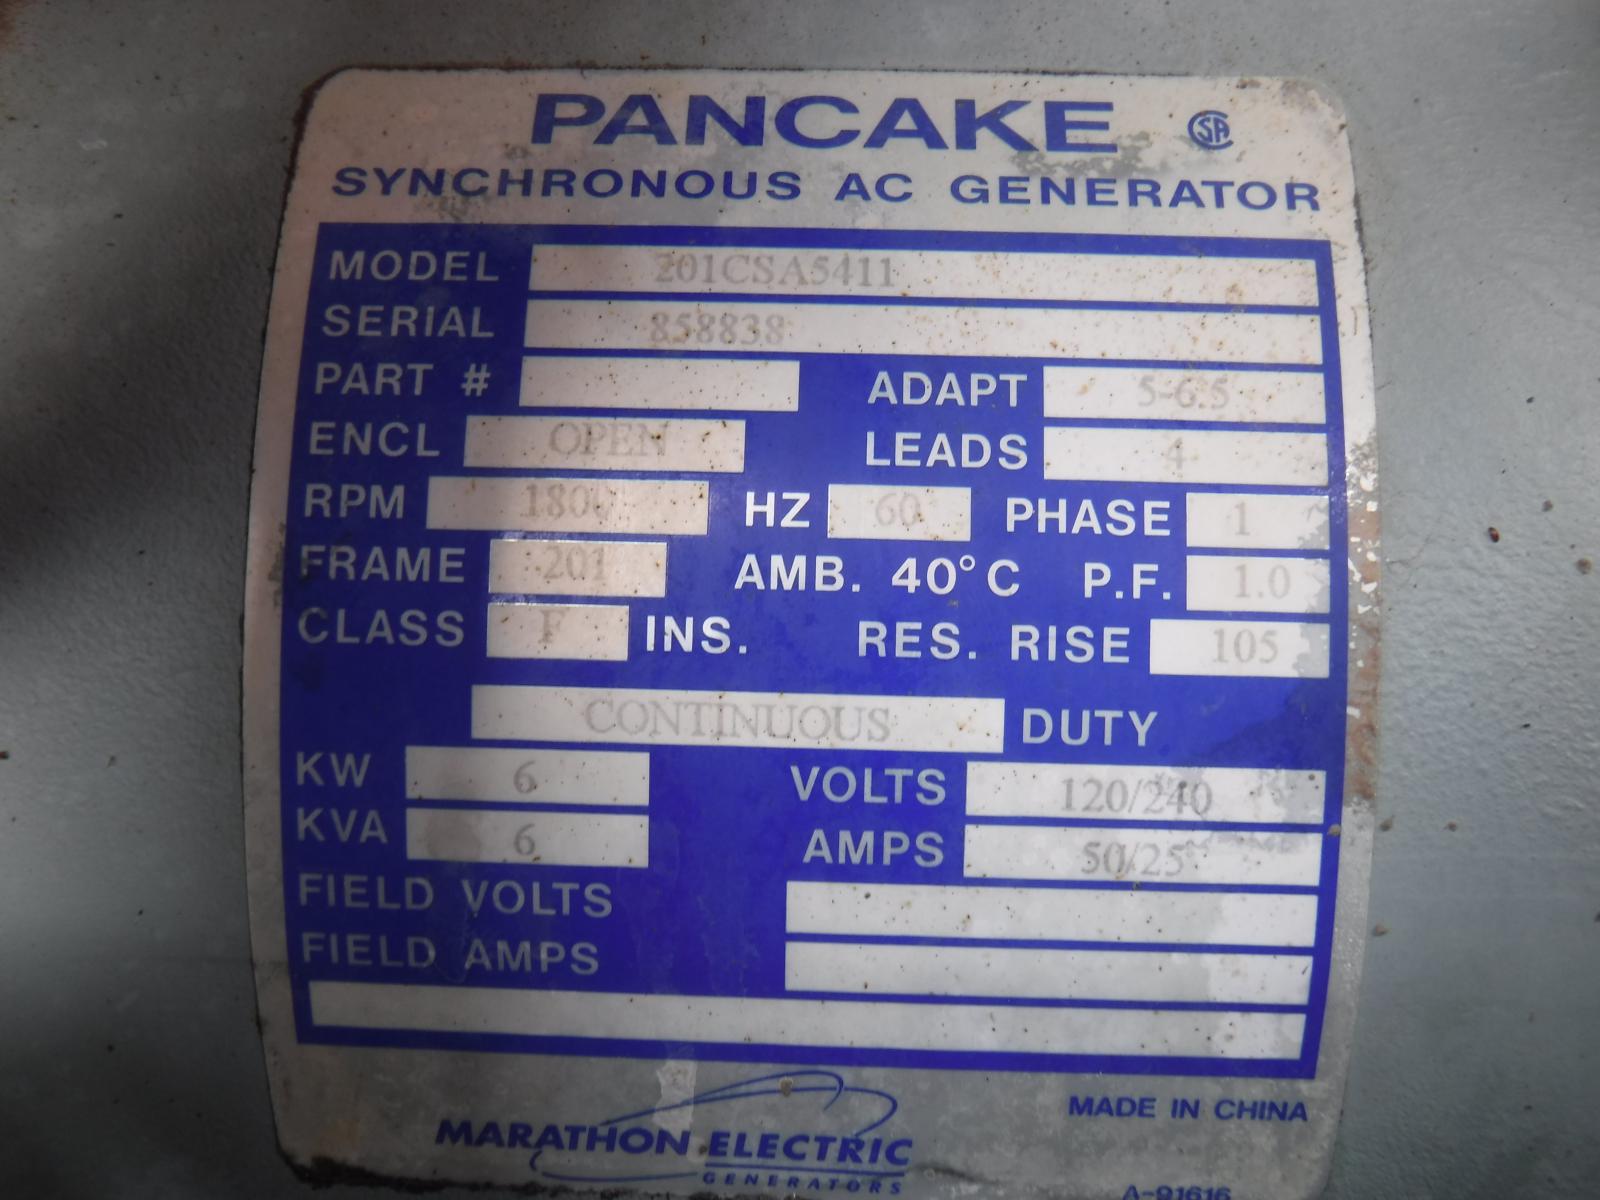 PANCAKE CSA
SYNCHRONOUS AC GENERATOR
MODEL 201CSA5411
SERIAL 858838
PART # ADAPT 5-6.5
ENCL OPEN LEADS 4
RPM 1800 HZ 60 PHASE 1
FRAME 201 AMB. 40°C P.F. 1.0
CLASS F INS. RES. RISE 105
CONTINUOUS DUTY
KW 6 VOLTS 120/240
KVA 6 AMPS 50/25
FIELD VOLTS
FIELD AMPS
MADE IN CHINA
MARATHON ELECTRIC
GENERATORS
A-91616